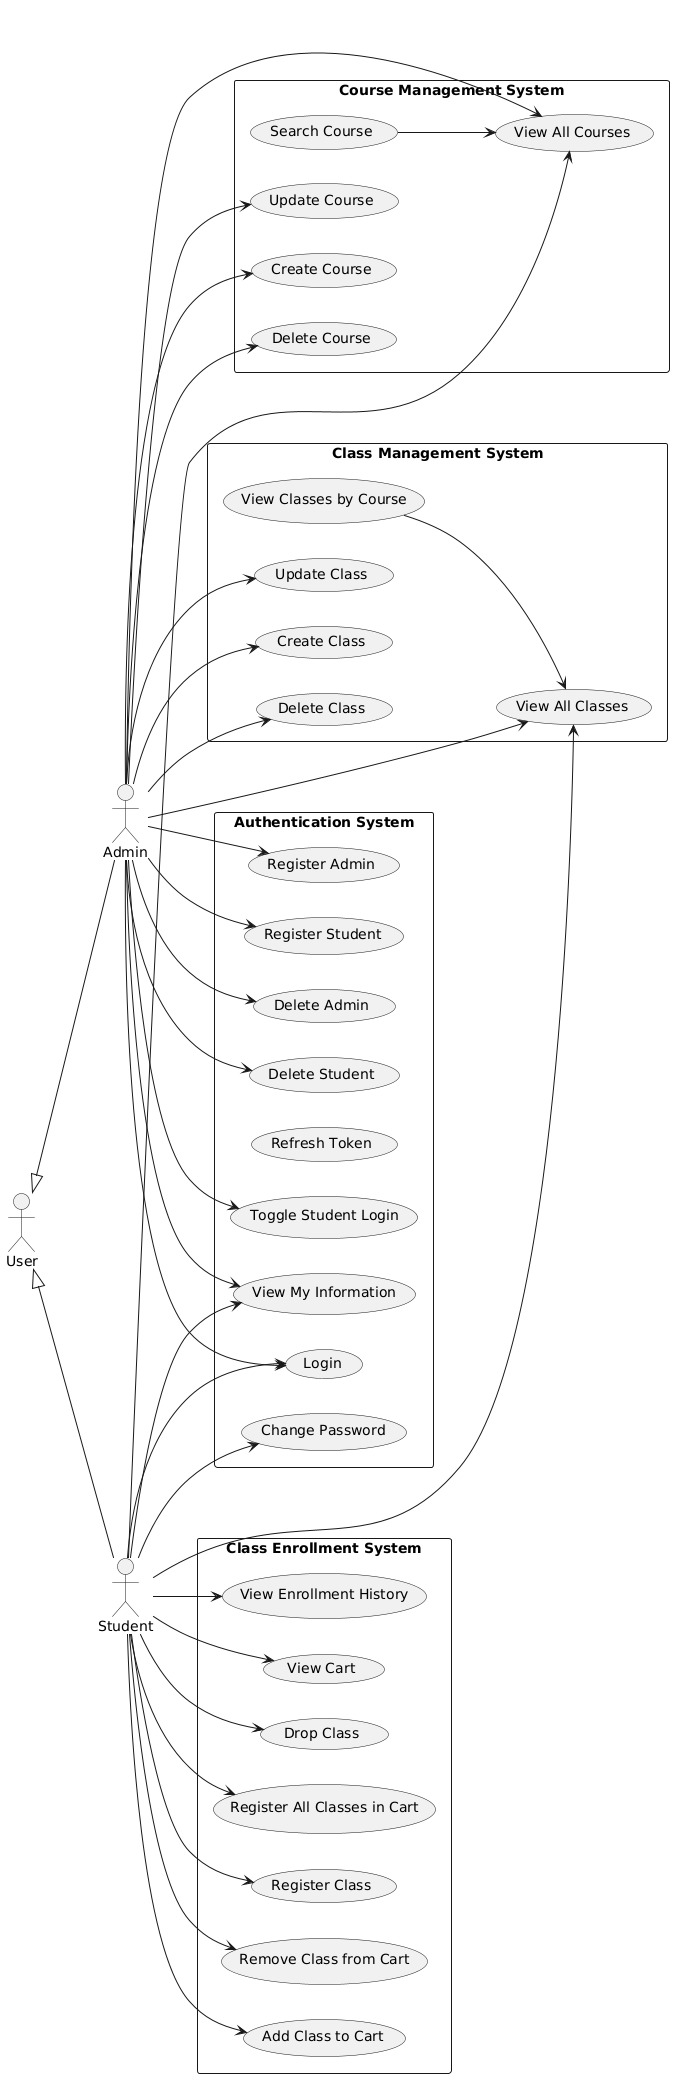 Course Management System
Search Course
View All Courses
Update Course
Create Course
Delete Course
Class Management System
View Classes by Course
Update Class
Create Class
Delete Class
View All Classes
Admin
Authentication System
Register Admin
Register Student
Delete Admin
Delete Student
Refresh Token
Toggle Student Login
User
View My Information
Login
Change Password
Student
Class Enrollment System
View Enrollment History
View Cart
Drop Class
Register All Classes in Cart
Register Class
Remove Class from Cart
Add Class to Cart